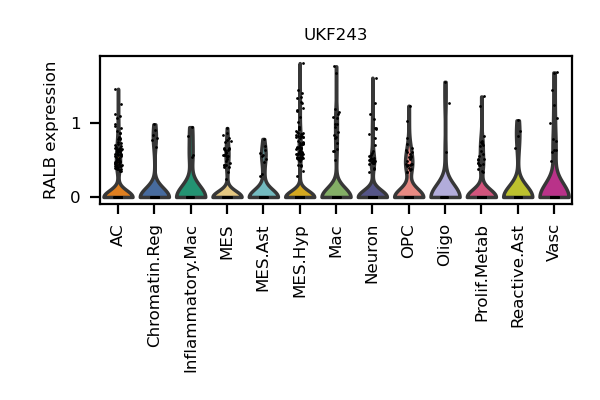 UKF243
RALB expression
1
0
AC
Chromatin.Reg
Inflammatory.Mac
MES
MES.Ast
MES.Hyp
Mac
Neuron
OPC
Oligo
Prolif.Metab
Reactive.Ast
Vasc